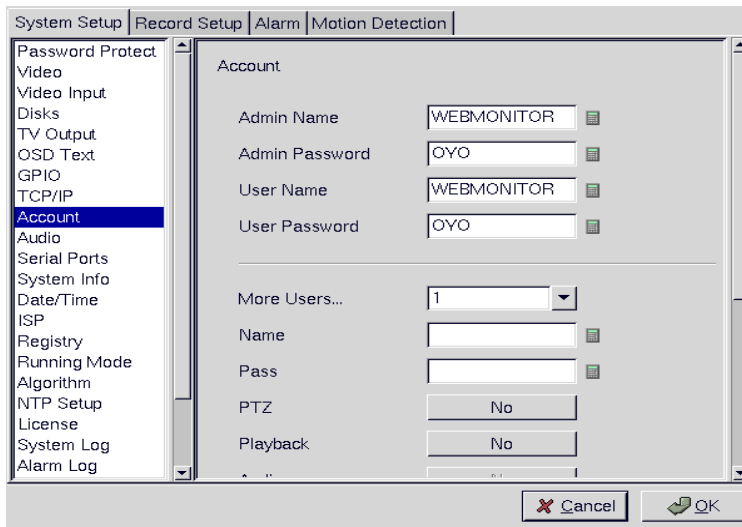 System Setup Record Setup Alarm Motion Detection
Password Protect
Video
Video Input
Disks
TV Output
OSD Text
GPIO
TCP/IP
Account
Audio
Serial Ports
System Info
Date/Time
ISP
Registry
Running Mode
Algorithm
NTP Setup
License
System Log
Alarm Log
Account
Admin Name WEBMONITOR
Admin Password OYO
User Name WEBMONITOR
User Password OYO
More Users... 1
Name
Pass
PTZ No
Playback No
Cancel OK